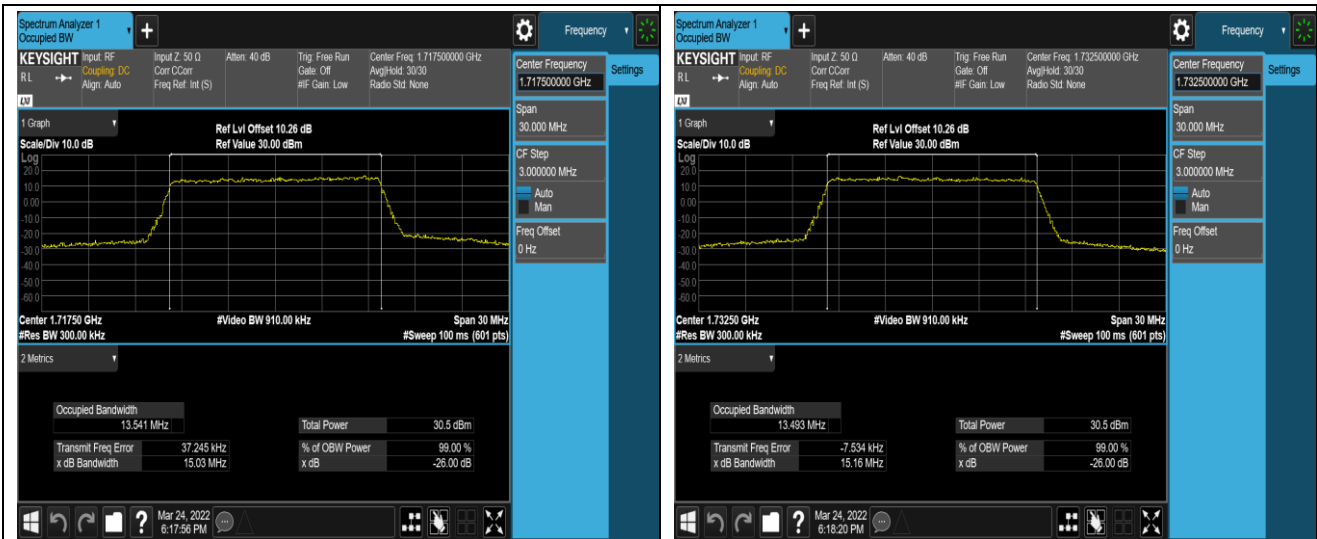 Spectrum Analyzer 1
Occupied BW
Frequency
KEYSIGHT Input: RF Input Z: 50 Ω Atten: 40 dB Trig: Free Run Center Freq: 1.717500000 GHz
RL Coupling: DC Corr CCorr Gate: Off Avg|Hold: 30/30
Align: Auto Freq Ref: Int (S) #IF Gain: Low Radio Std: None
LXI
Center Frequency
1.717500000 GHz
Settings
Span
30.000 MHz
CF Step
3.000000 MHz
Auto
Man
Freq Offset
0 Hz
1 Graph
Ref Lvl Offset 10.26 dB
Scale/Div 10.0 dB Ref Value 30.00 dBm
Log
20.0
10.0
0.00
-10.0
-20.0
-30.0
-40.0
-50.0
-60.0
Center 1.71750 GHz #Video BW 910.00 kHz Span 30 MHz
#Res BW 300.00 kHz #Sweep 100 ms (601 pts)
2 Metrics
Occupied Bandwidth
13.541 MHz Total Power 30.5 dBm
Transmit Freq Error 37.245 kHz % of OBW Power 99.00 %
x dB Bandwidth 15.03 MHz x dB -26.00 dB
Mar 24, 2022
6:17:56 PM
Spectrum Analyzer 1
Occupied BW
Frequency
KEYSIGHT Input: RF Input Z: 50 Ω Atten: 40 dB Trig: Free Run Center Freq: 1.732500000 GHz
RL Coupling: DC Corr CCorr Gate: Off Avg|Hold: 30/30
Align: Auto Freq Ref: Int (S) #IF Gain: Low Radio Std: None
LXI
Center Frequency
1.732500000 GHz
Settings
Span
30.000 MHz
CF Step
3.000000 MHz
Auto
Man
Freq Offset
0 Hz
1 Graph
Ref Lvl Offset 10.26 dB
Scale/Div 10.0 dB Ref Value 30.00 dBm
Log
20.0
10.0
0.00
-10.0
-20.0
-30.0
-40.0
-50.0
-60.0
Center 1.73250 GHz #Video BW 910.00 kHz Span 30 MHz
#Res BW 300.00 kHz #Sweep 100 ms (601 pts)
2 Metrics
Occupied Bandwidth
13.493 MHz Total Power 30.5 dBm
Transmit Freq Error -7.534 kHz % of OBW Power 99.00 %
x dB Bandwidth 15.16 MHz x dB -26.00 dB
Mar 24, 2022
6:18:20 PM